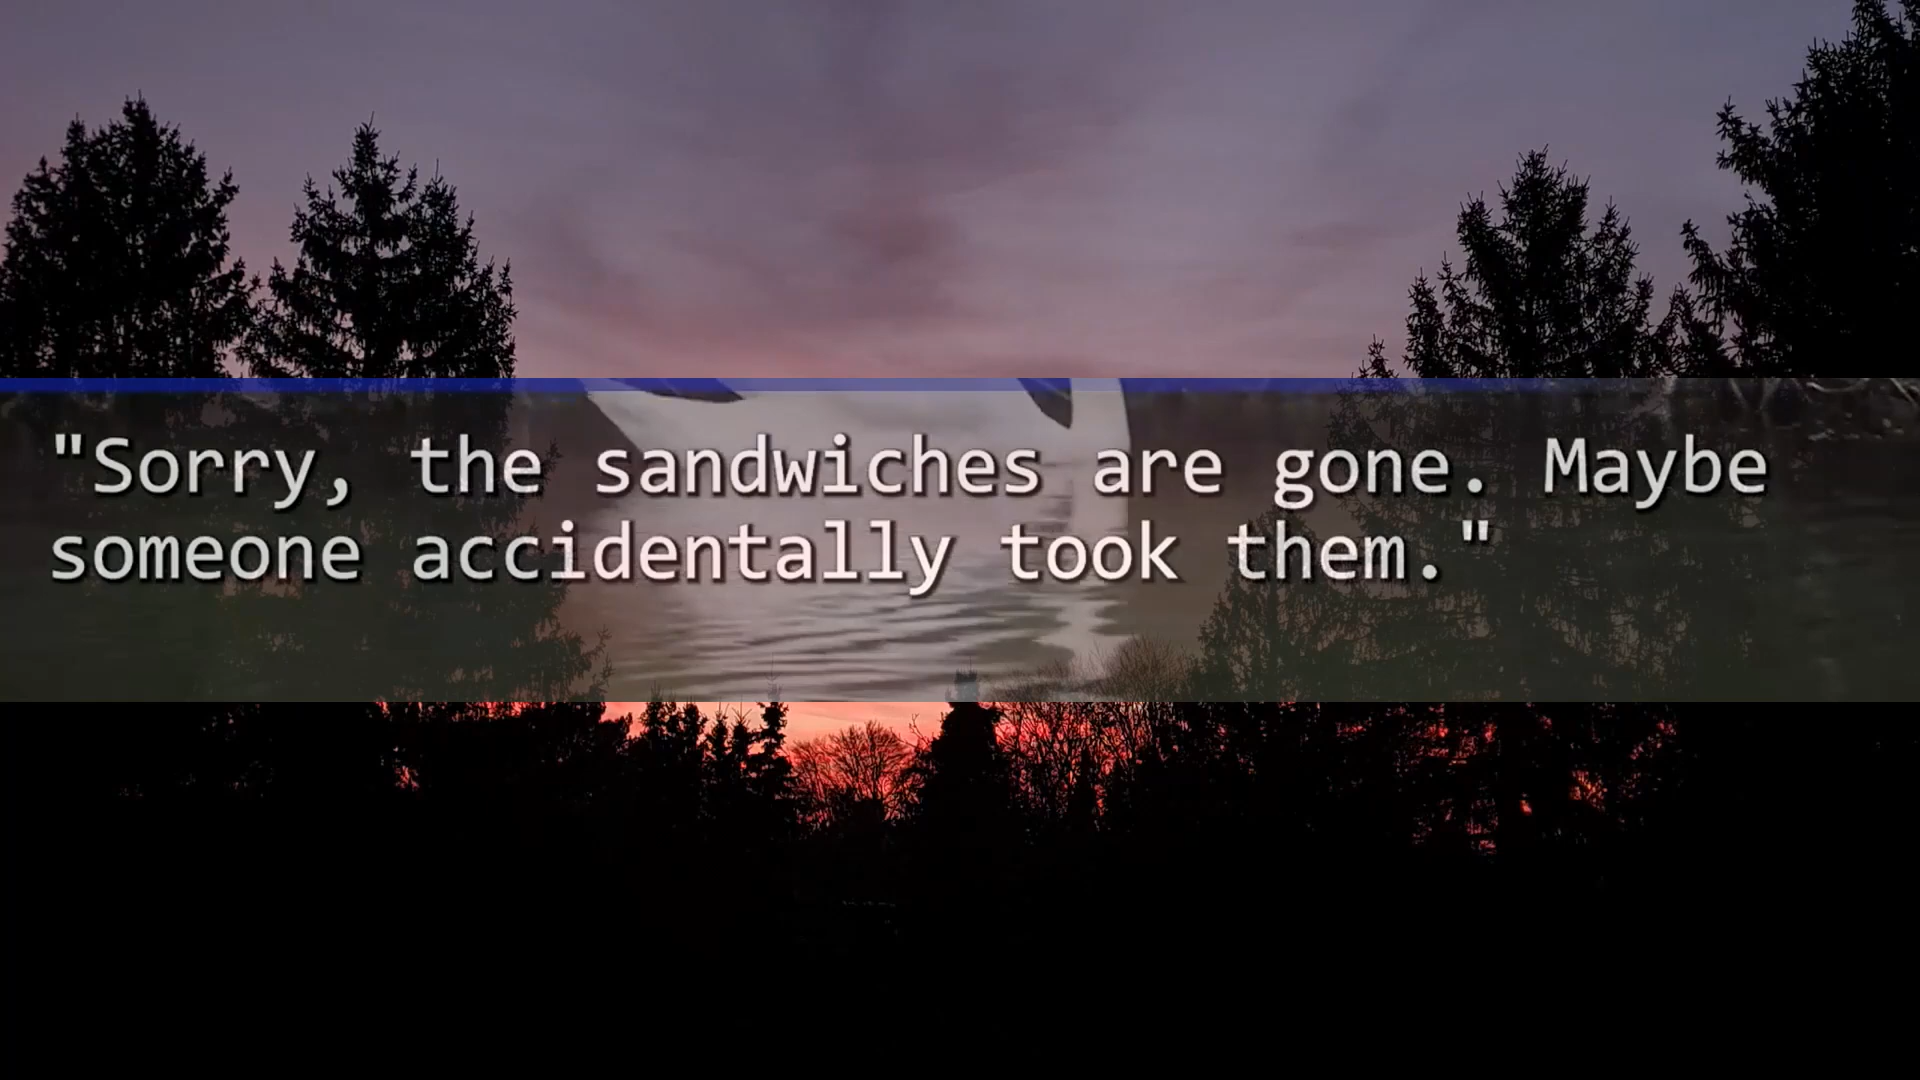 "Sorry, the sandwiches are gone. Maybe
someone accidentally took them."